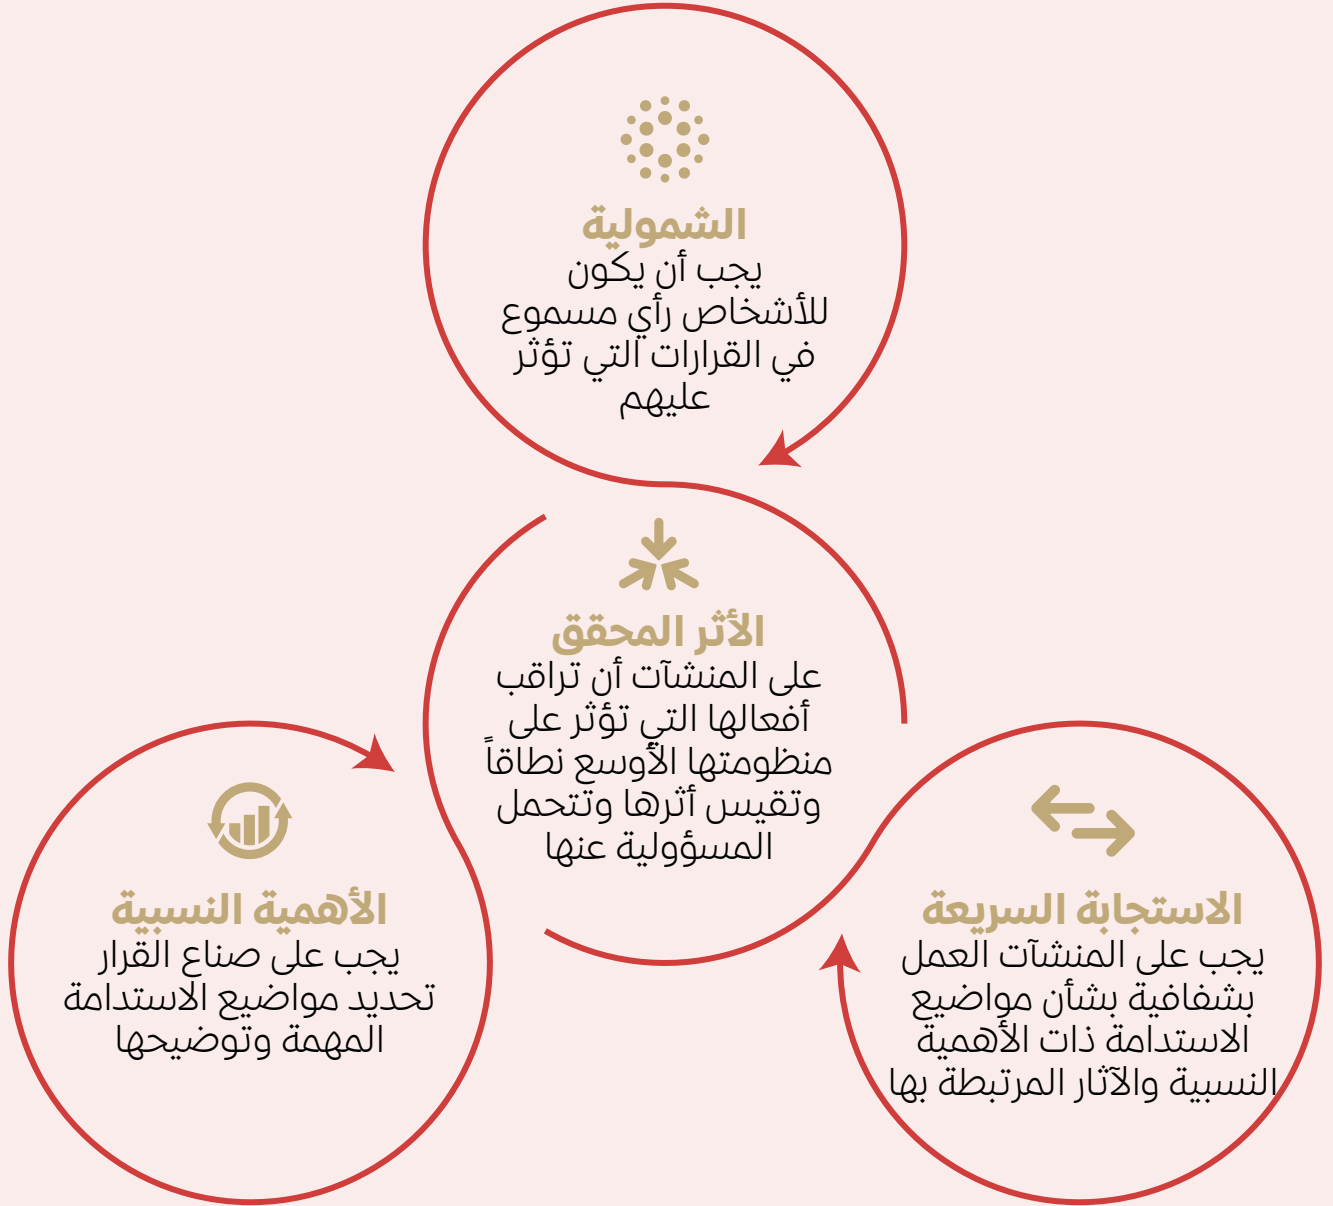 الشمولية
يجب أن يكون
للأشخاص رأي مسموع
في القرارات التي تؤثر
عليهم
الأثر المحقق
على المنشآت أن تراقب
أفعالها التي تؤثر على
منظومتها الأوسع نطاقاً
وتقيس أثرها وتتحمل
المسؤولية عنها
الاستجابة السريعة
يجب على المنشآت العمل
بشفافية بشأن مواضيع
الاستدامة ذات الأهمية
النسبية والآثار المرتبطة بها
الأهمية النسبية
يجب على صناع القرار
تحديد مواضيع الاستدامة
المهمة وتوضيحها